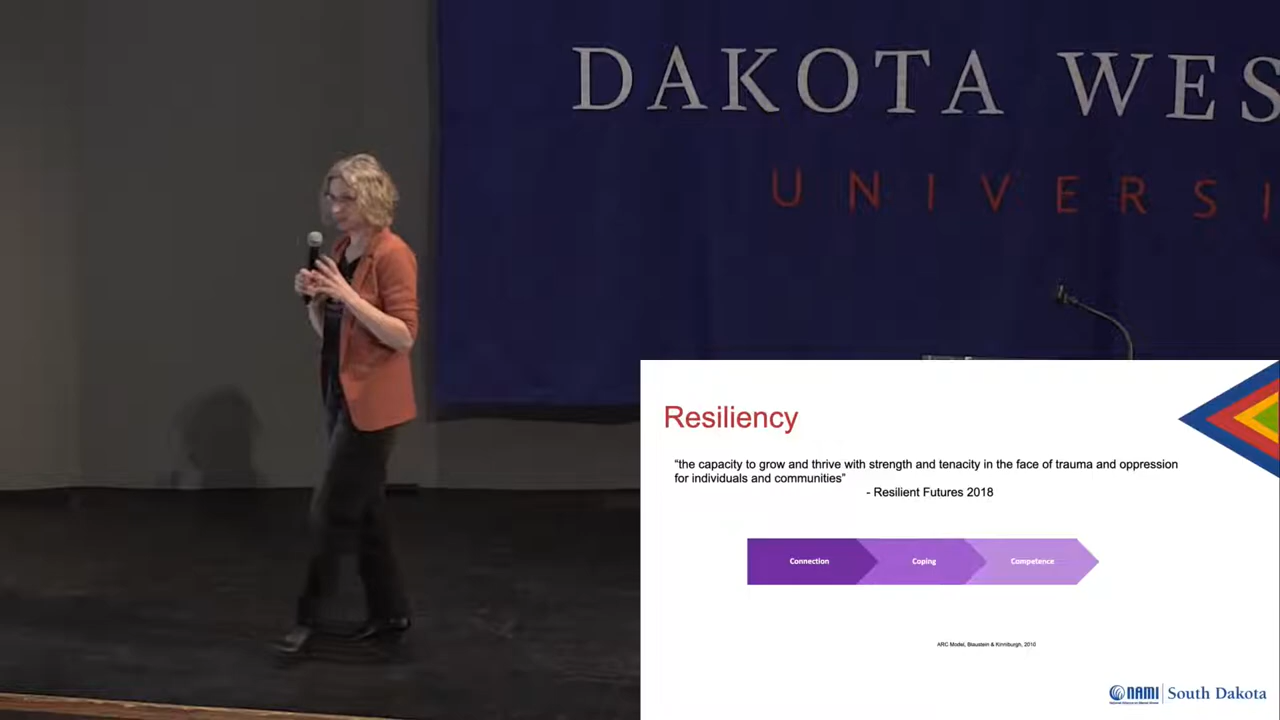 DAKOTA WES
UNIVERSI
Resiliency
“the capacity to grow and thrive with strength and tenacity in the face of trauma and oppression
for individuals and communities”
- Resilient Futures 2018
Connection
Coping
Competence
ARC Model, Blaustein & Kinniburgh, 2010
NAMI South Dakota